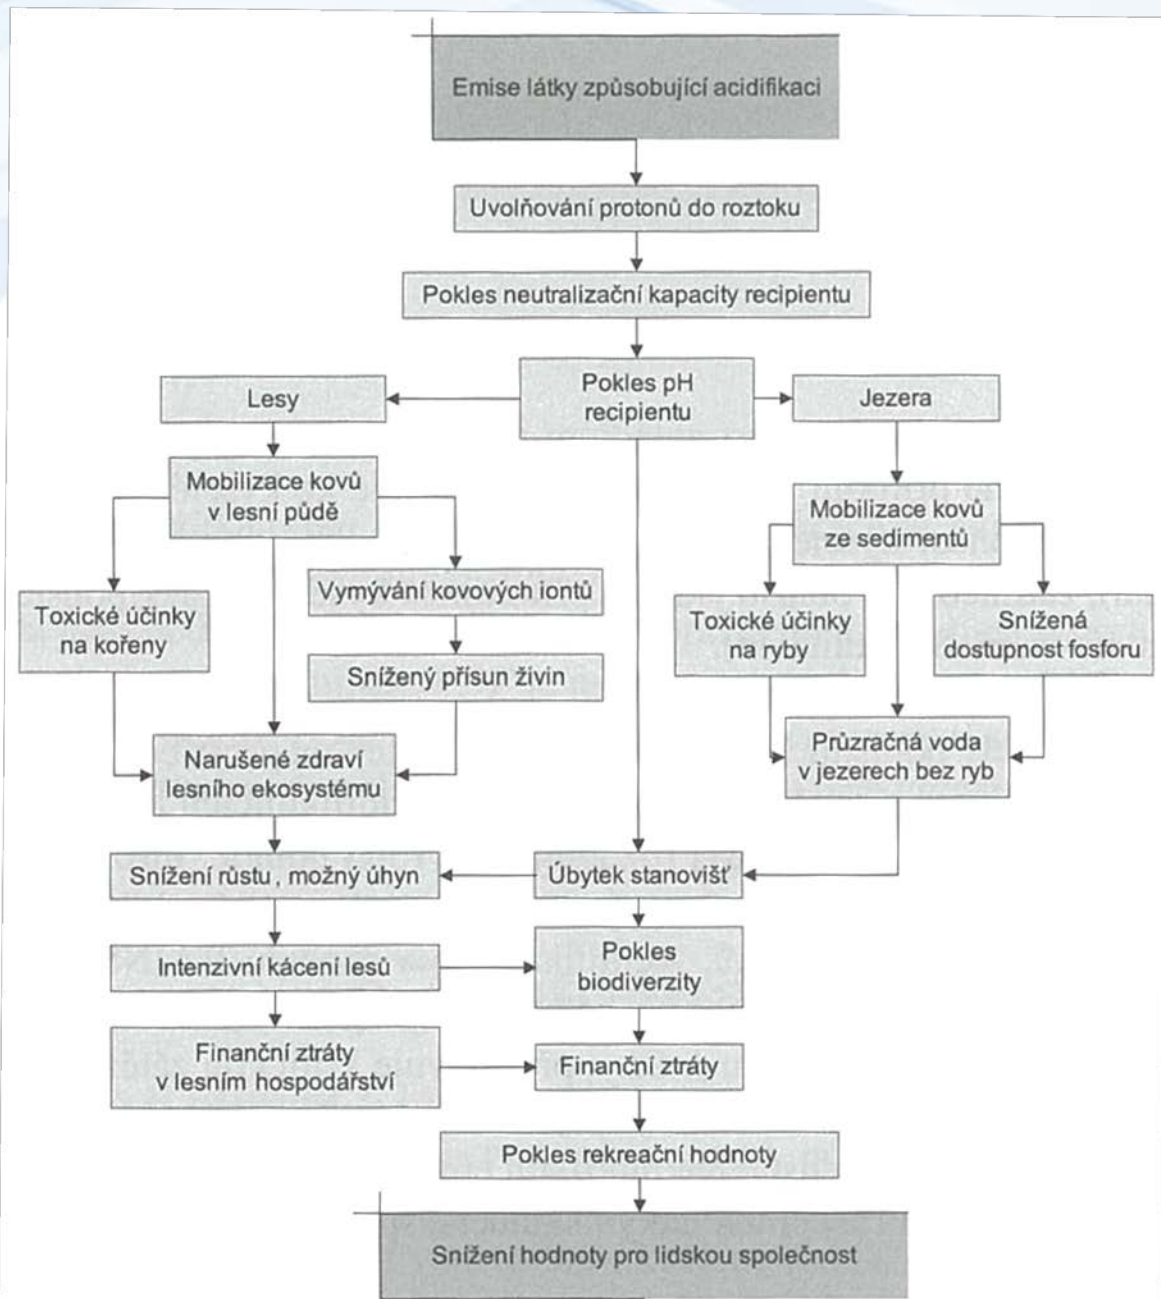 Emise látky způsobující acidifikaci
Uvolňování protonů do roztoku
Pokles neutralizační kapacity recipientu
Pokles pH
recipientu
Lesy
Jezera
Mobilizace kovů
v lesní půdě
Mobilizace kovů
ze sedimentů
Toxické účinky
na kořeny
Vymývání kovových iontů
Snížený přísun živin
Toxické účinky
na ryby
Snížená
dostupnost fosforu
Narušené zdraví
lesního ekosystému
Průzračná voda
v jezerech bez ryb
Snížení růstu, možný úhyn
Úbytek stanovišť
Intenzivní kácení lesů
Pokles
biodiverzity
Finanční ztráty
v lesním hospodářství
Finanční ztráty
Pokles rekreační hodnoty
Snížení hodnoty pro lidskou společnost